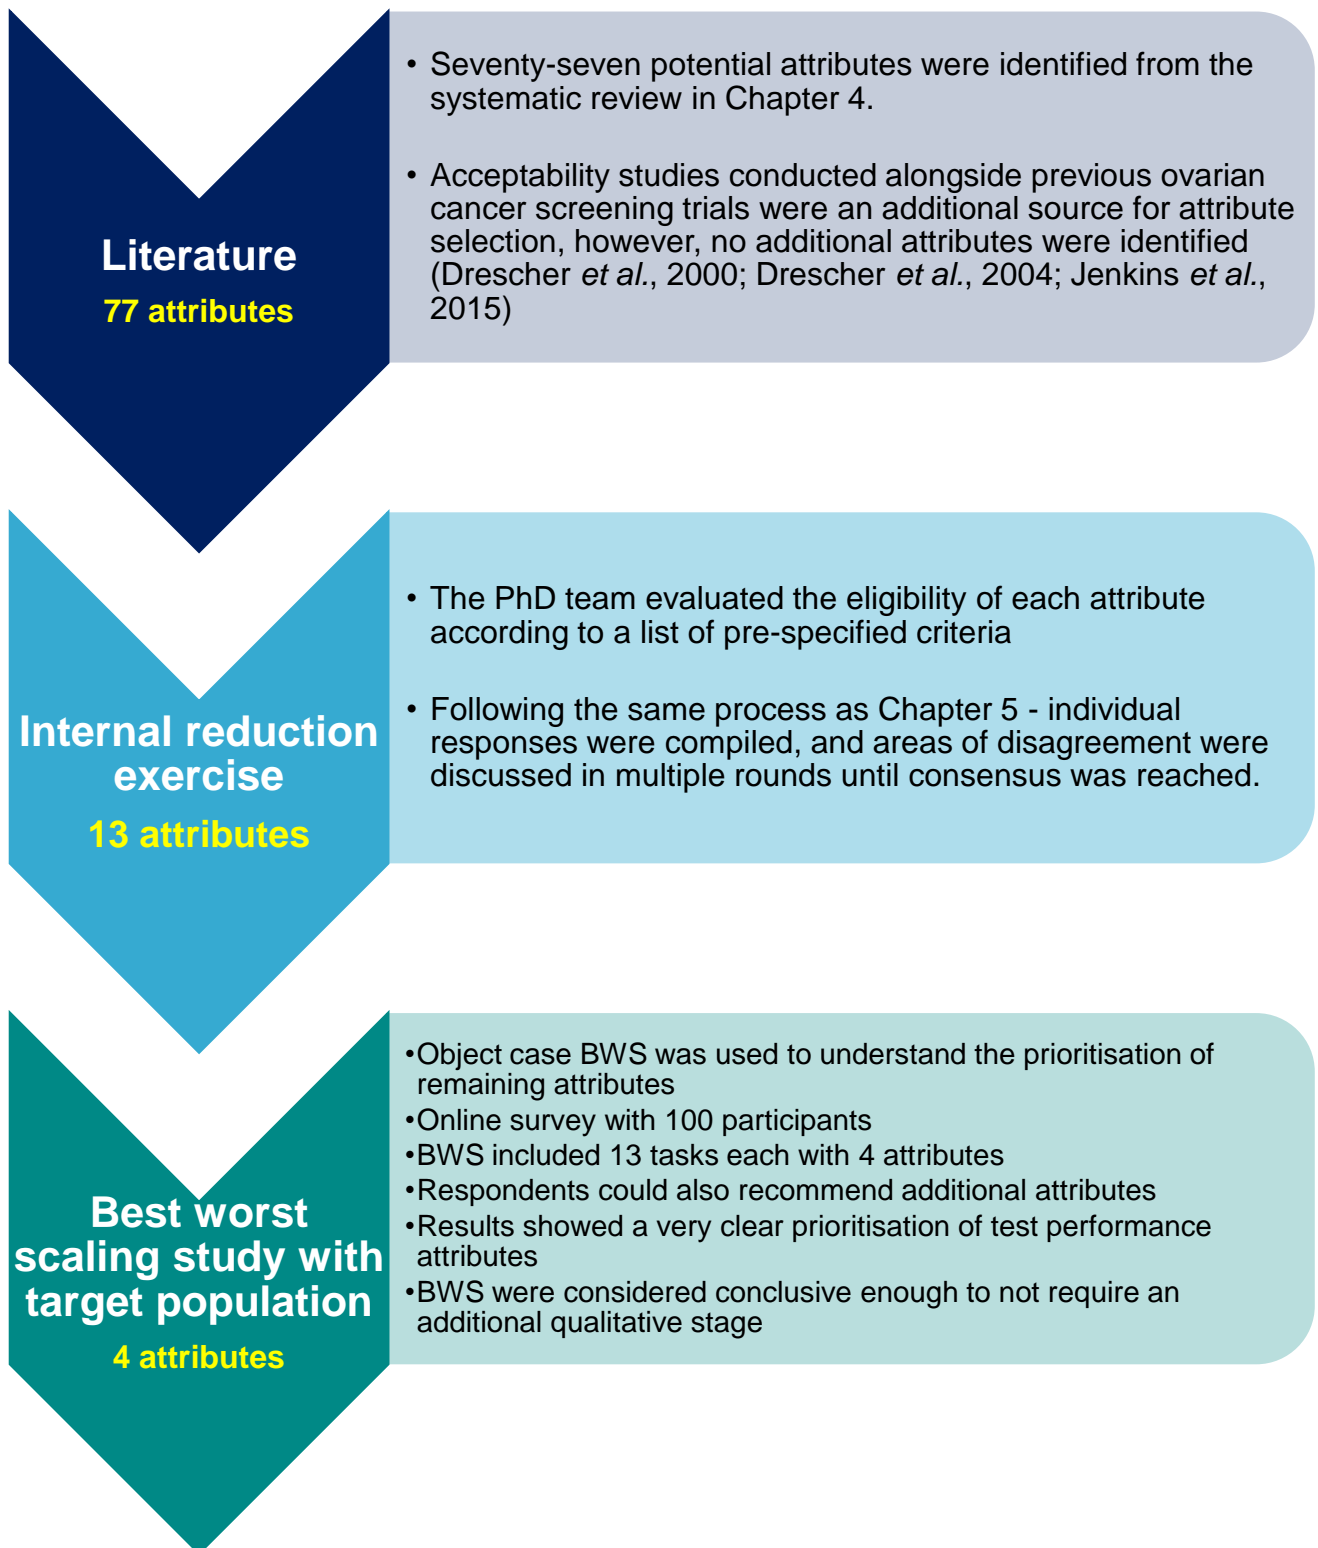 Literature
77 attributes
• Seventy-seven potential attributes were identified from the
systematic review in Chapter 4.
• Acceptability studies conducted alongside previous ovarian
cancer screening trials were an additional source for attribute
selection, however, no additional attributes were identified
(Drescher et al., 2000; Drescher et al., 2004; Jenkins et al.,
2015)
Internal reduction
exercise
13 attributes
• The PhD team evaluated the eligibility of each attribute
according to a list of pre-specified criteria
• Following the same process as Chapter 5 - individual
responses were compiled, and areas of disagreement were
discussed in multiple rounds until consensus was reached.
Best worst
scaling study with
target population
4 attributes
•Object case BWS was used to understand the prioritisation of
remaining attributes
•Online survey with 100 participants
•BWS included 13 tasks each with 4 attributes
•Respondents could also recommend additional attributes
•Results showed a very clear prioritisation of test performance
attributes
•BWS were considered conclusive enough to not require an
additional qualitative stage